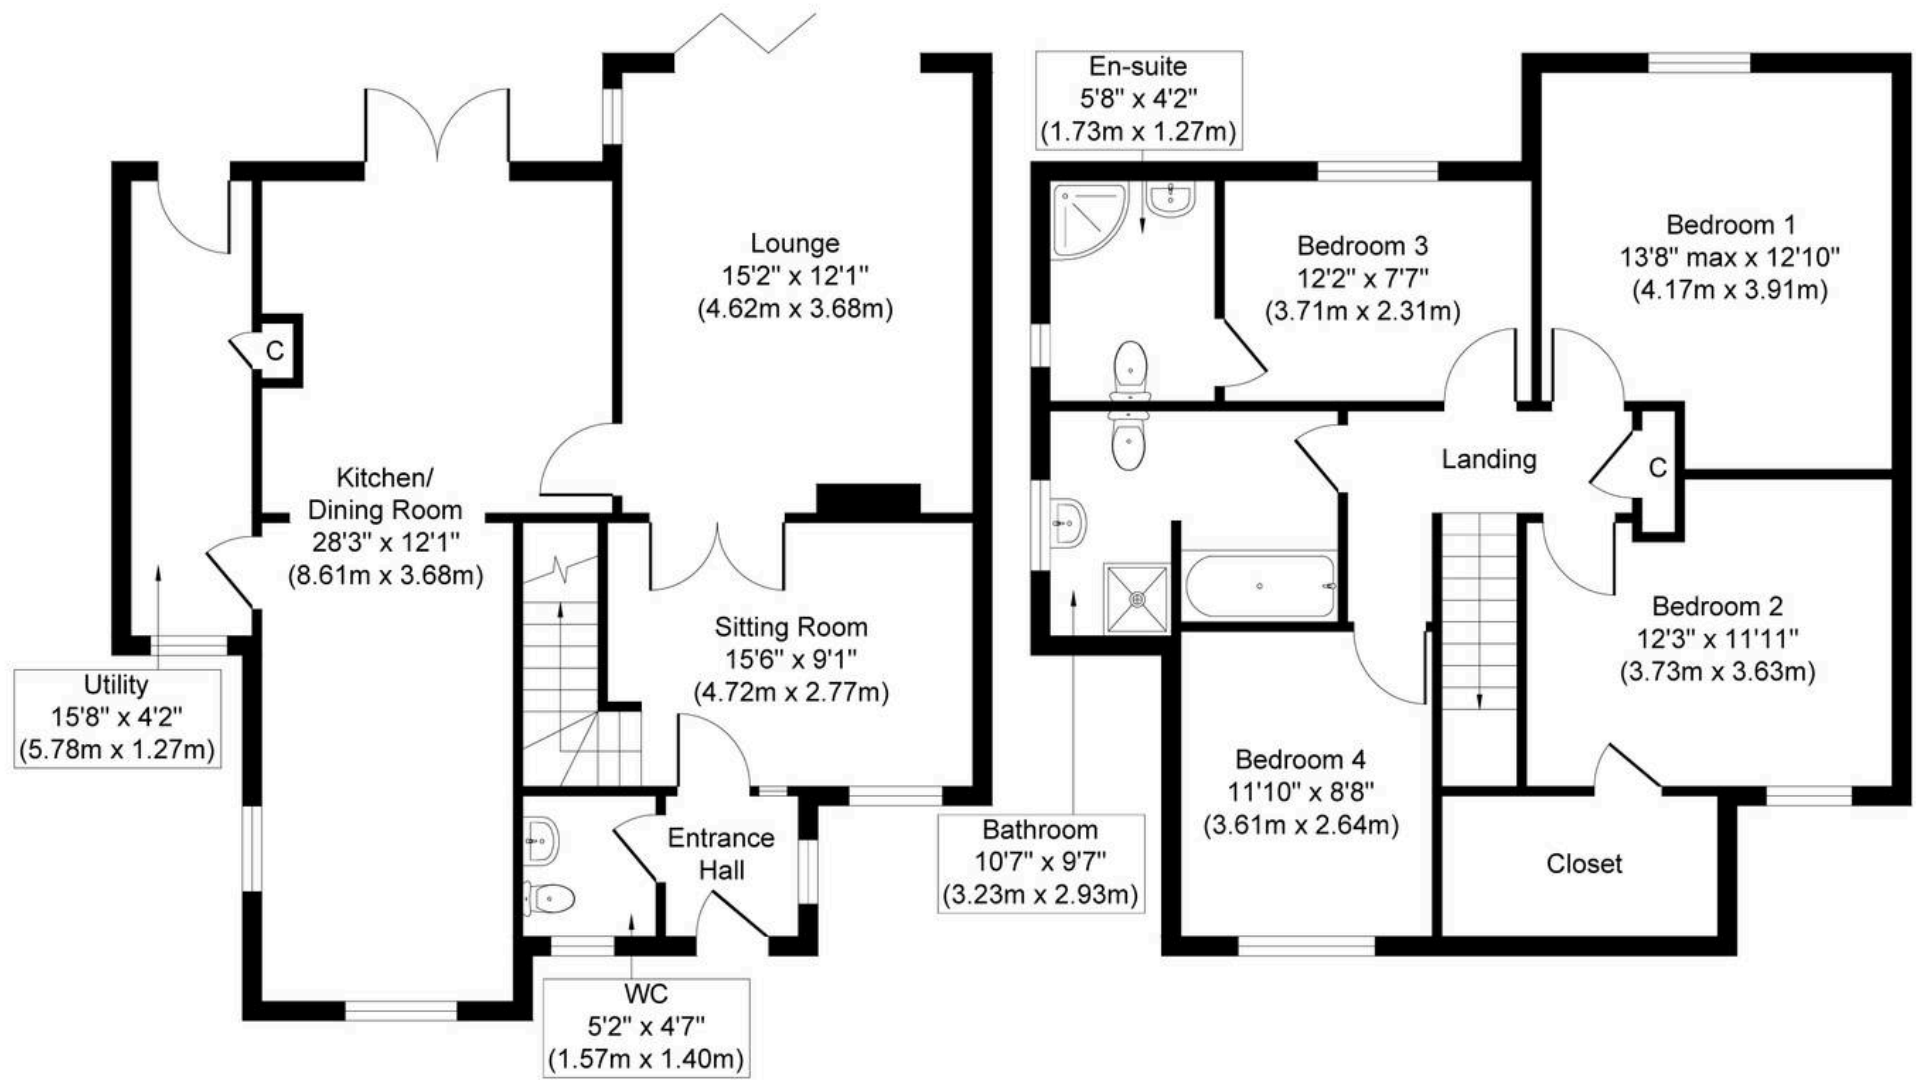 Lounge
15'2" x 12'1"
(4.62m x 3.68m)
C
Kitchen/
Dining Room
28'3" x 12'1"
(8.61m x 3.68m)
Sitting Room
15'6" x 9'1"
(4.72m x 2.77m)
Utility
15'8" x 4'2"
(5.78m x 1.27m)
Entrance
Hall
WC
5'2" x 4'7"
(1.57m x 1.40m)
En-suite
5'8" x 4'2"
(1.73m x 1.27m)
Bedroom 1
13'8" max x 12'10"
(4.17m x 3.91m)
Bedroom 3
12'2" x 7'7"
(3.71m x 2.31m)
Landing
C
Bedroom 2
12'3" x 11'11"
(3.73m x 3.63m)
Bedroom 4
11'10" x 8'8"
(3.61m x 2.64m)
Bathroom
10'7" x 9'7"
(3.23m x 2.93m)
Closet